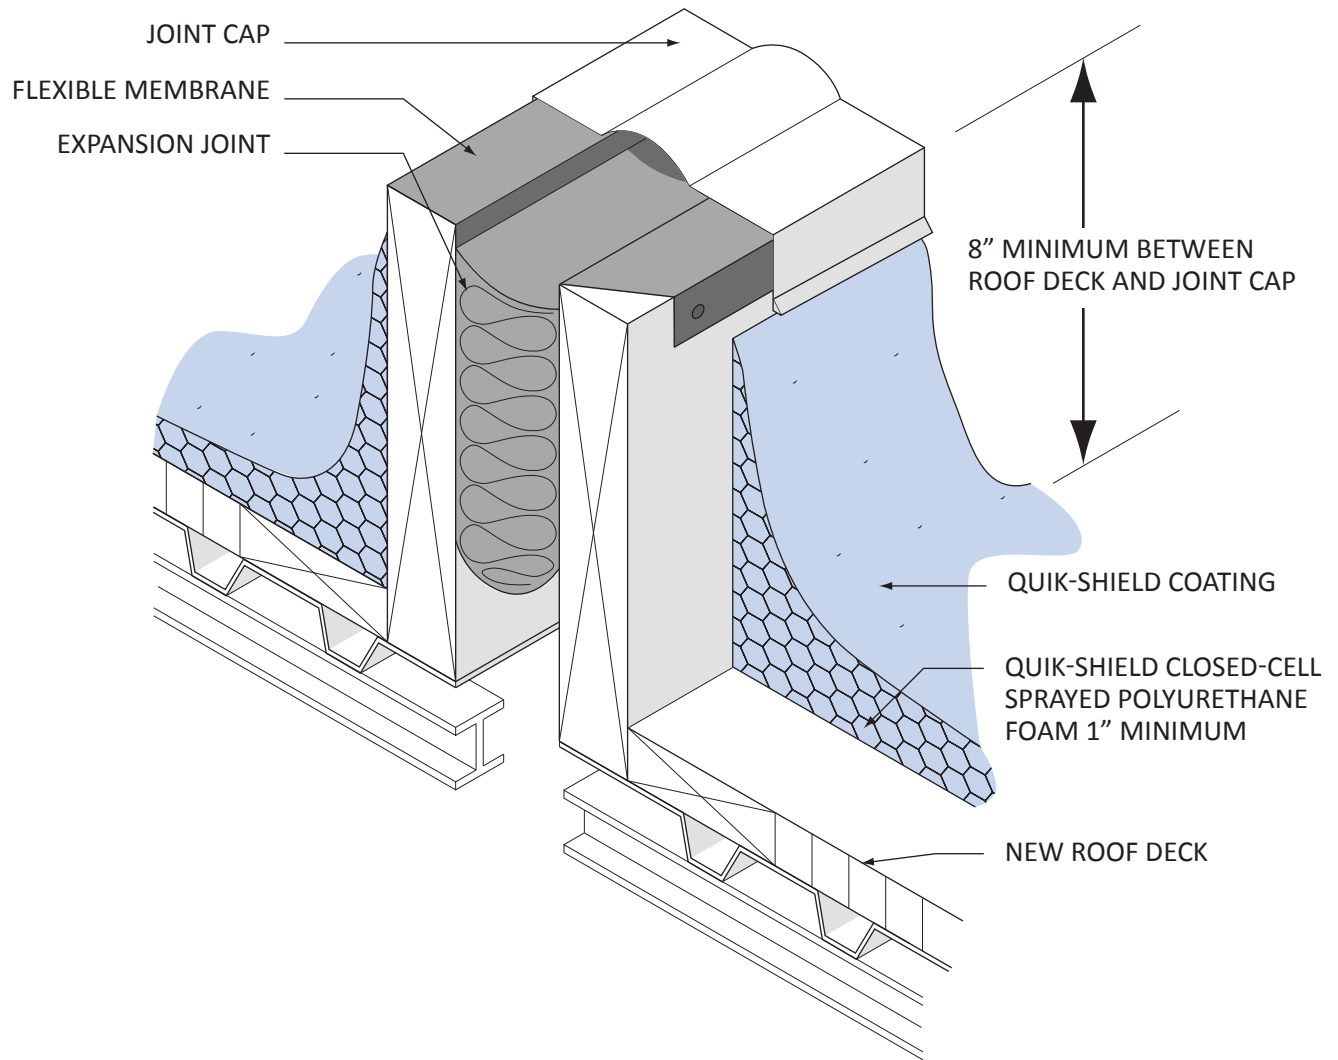 JOINT CAP
FLEXIBLE MEMBRANE
EXPANSION JOINT
8” MINIMUM BETWEEN
ROOF DECK AND JOINT CAP
QUIK-SHIELD COATING
QUIK-SHIELD CLOSED-CELL
SPRAYED POLYURETHANE
FOAM 1” MINIMUM
NEW ROOF DECK